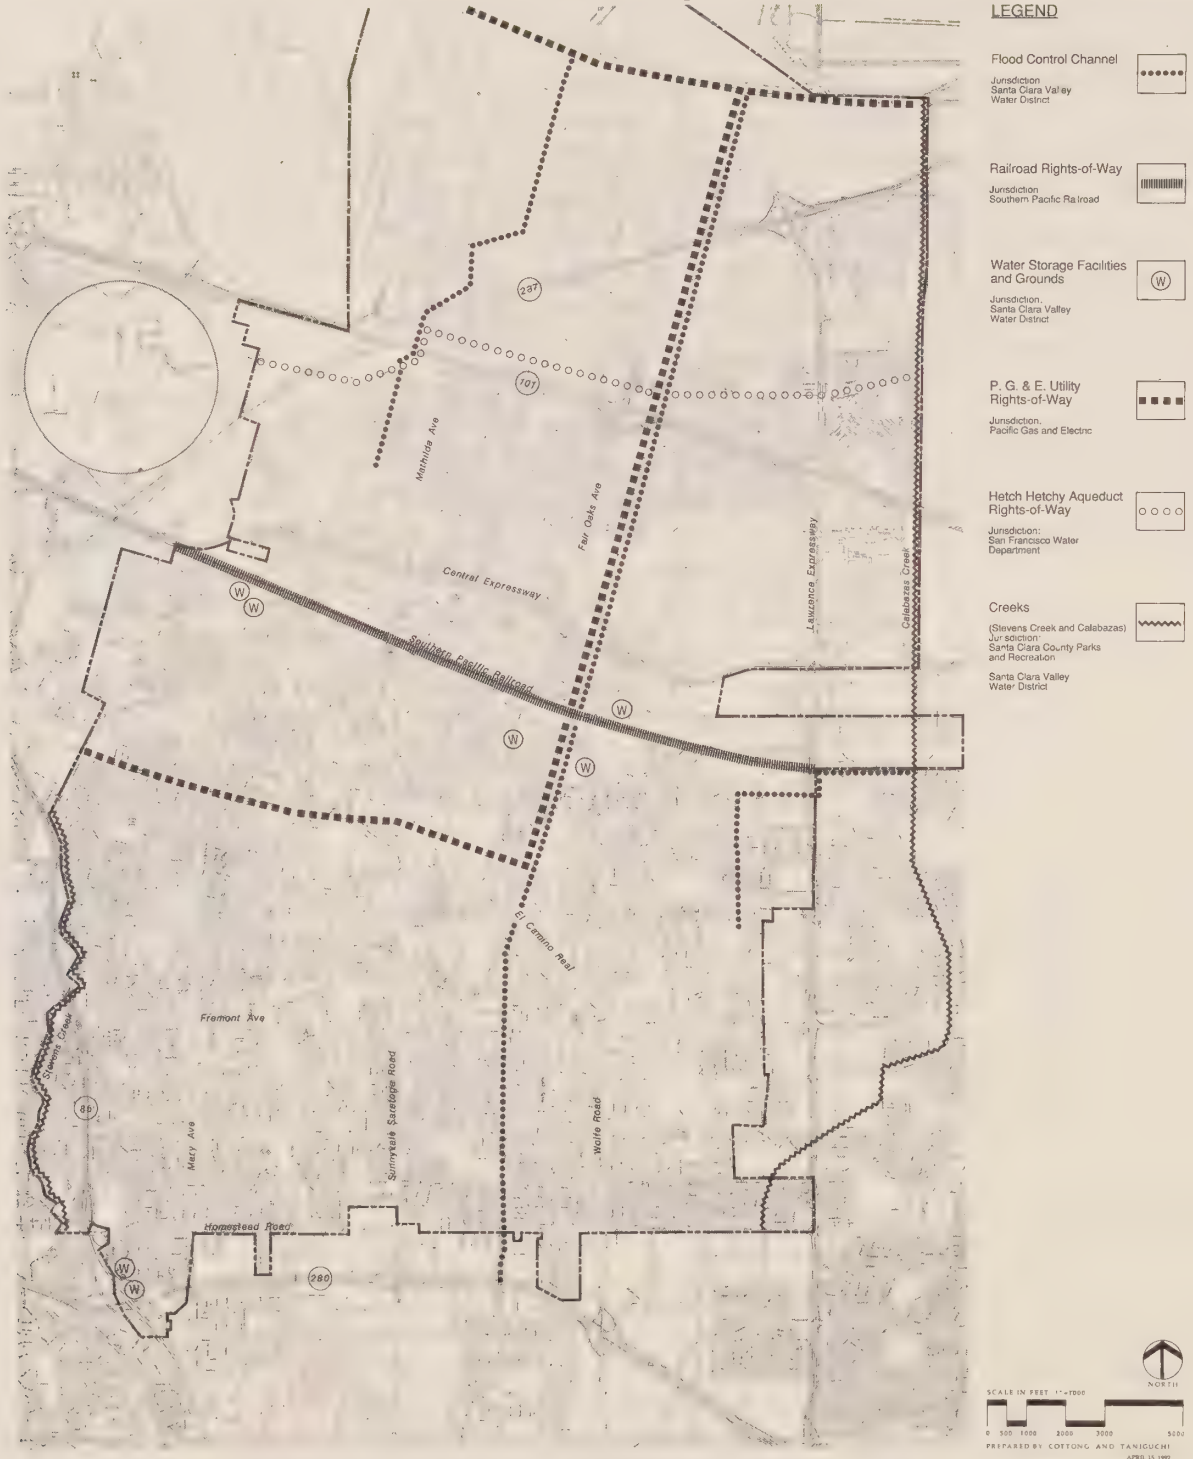 LEGEND
Flood Control Channel
Jurisdiction
Santa Clara Valley
Water District
Railroad Rights-of-Way
Jurisdiction
Southern Pacific Railroad
Water Storage Facilities
and Grounds
Jurisdiction.
Santa Clara Valley
Water District
W
P. G. & E. Utility
Rights-of-Way
Jurisdiction.
Pacific Gas and Electric
Hetch Hetchy Aqueduct
Rights-of-Way
Jurisdiction:
San Francisco Water
Department
Creeks
(Stevens Creek and Calabazas)
Jurisdiction:
Santa Clara County Parks
and Recreation
Santa Clara Valley
Water District
237
101
Mathilda Ave
Fair Oaks Ave
Lawrence Expressway
Calabazas Creek
Central Expressway
W
W
Southern Pacific Railroad
W
W
W
El Camino Real
Fremont Ave
Stevens Creek
85
Mary Ave
Sunnyvale Saratoga Road
Wolfe Road
Homestead Road
W
W
280
NORTH
SCALE IN FEET 1"=1000
0 500 1000 2000 3000 5000
PREPARED BY COTTONG AND TANIGUCHI
APRIL 15 1992